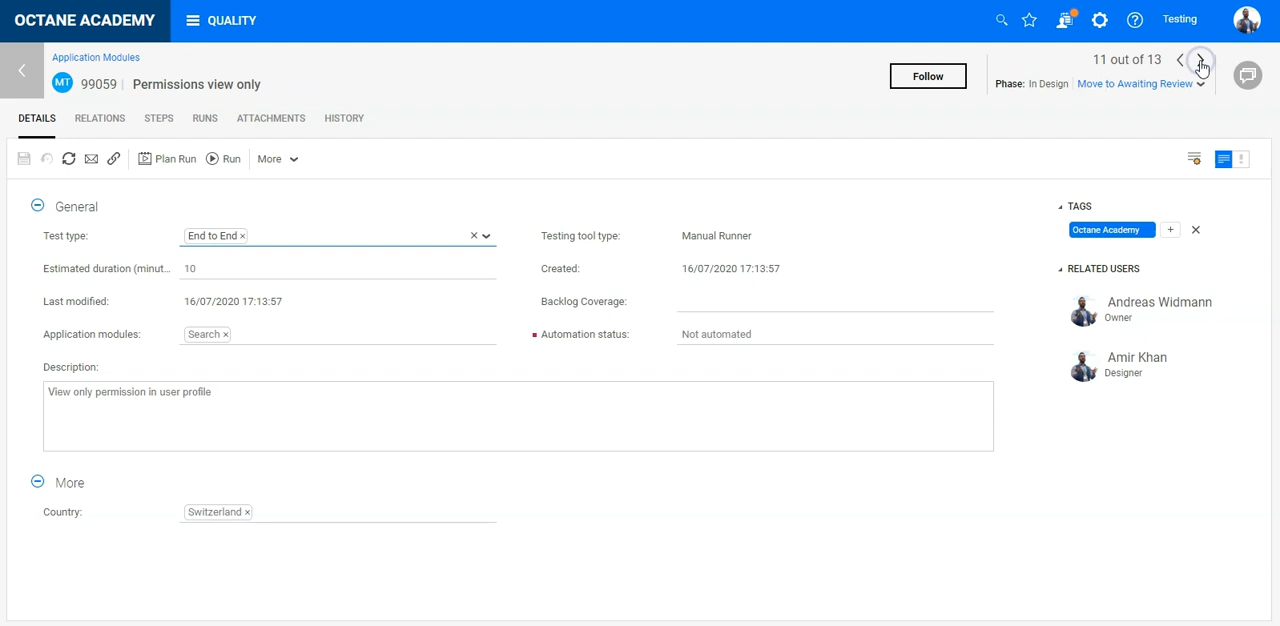 OCTANE ACADEMY
QUALITY
Testing
Application Modules
MT 99059 Permissions view only
Follow
11 out of 13
Phase: In Design Move to Awaiting Review
DETAILS RELATIONS STEPS RUNS ATTACHMENTS HISTORY
Plan Run Run More
General
Test type: End to End ×
Testing tool type: Manual Runner
Estimated duration (minut... 10
Created: 16/07/2020 17:13:57
Last modified: 16/07/2020 17:13:57
Backlog Coverage:
Application modules: Search ×
Automation status: Not automated
Description:
View only permission in user profile
More
Country: Switzerland ×
TAGS
Octane Academy +
RELATED USERS
Andreas Widmann
Owner
Amir Khan
Designer